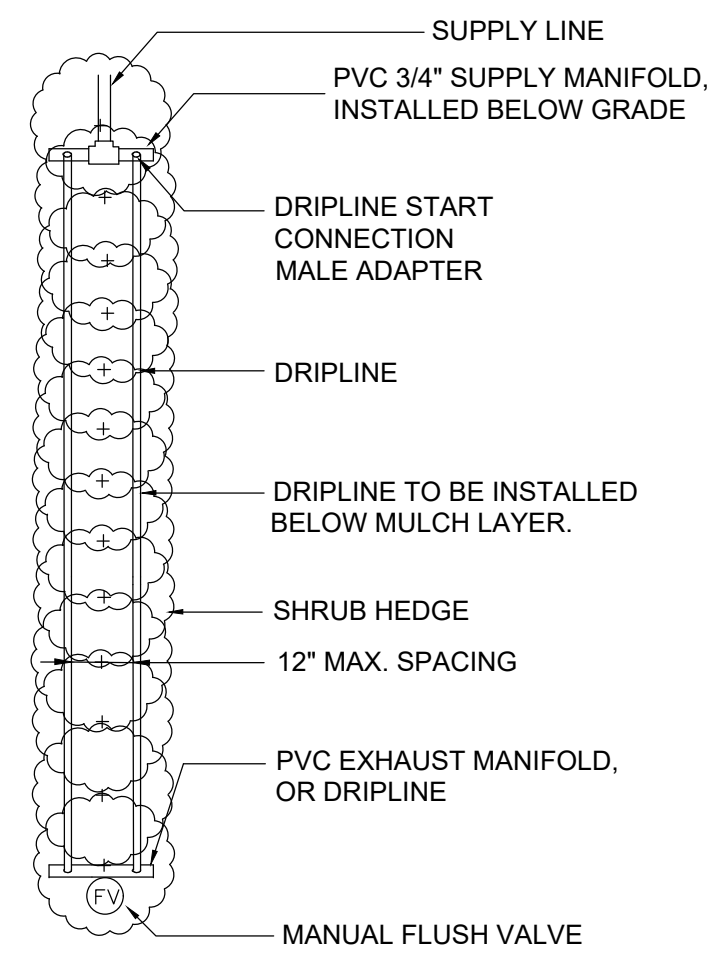 SUPPLY LINE
PVC 3/4" SUPPLY MANIFOLD,
INSTALLED BELOW GRADE
DRIPLINE START
CONNECTION
MALE ADAPTER
DRIPLINE
DRIPLINE TO BE INSTALLED
BELOW MULCH LAYER.
SHRUB HEDGE
12" MAX. SPACING
PVC EXHAUST MANIFOLD,
OR DRIPLINE
FV
MANUAL FLUSH VALVE